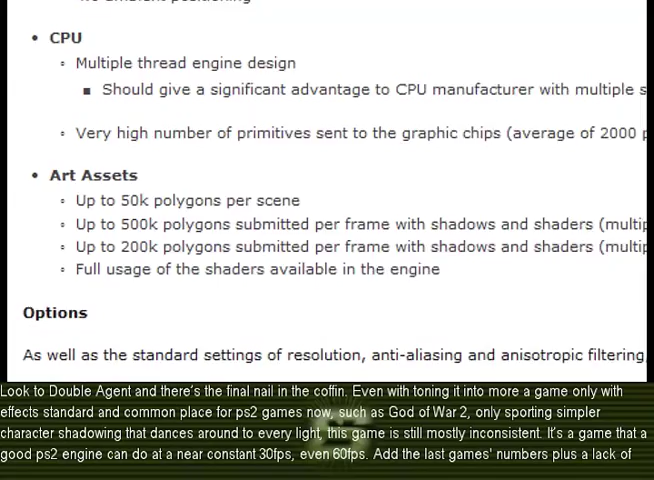 • CPU
◦ Multiple thread engine design
▪ Should give a significant advantage to CPU manufacturer with multiple s
◦ Very high number of primitives sent to the graphic chips (average of 2000 p
• Art Assets
◦ Up to 50k polygons per scene
◦ Up to 500k polygons submitted per frame with shadows and shaders (multip
◦ Up to 200k polygons submitted per frame with shadows and shaders (multip
◦ Full usage of the shaders available in the engine
Options
As well as the standard settings of resolution, anti-aliasing and anisotropic filtering,
Look to Double Agent and there's the final nail in the coffin. Even with toning it into more a game only with
effects standard and common place for ps2 games now, such as God of War 2, only sporting simpler
character shadowing that dances around to every light, this game is still mostly inconsistent. It's a game that a
good ps2 engine can do at a near constant 30fps, even 60fps. Add the last games' numbers plus a lack of